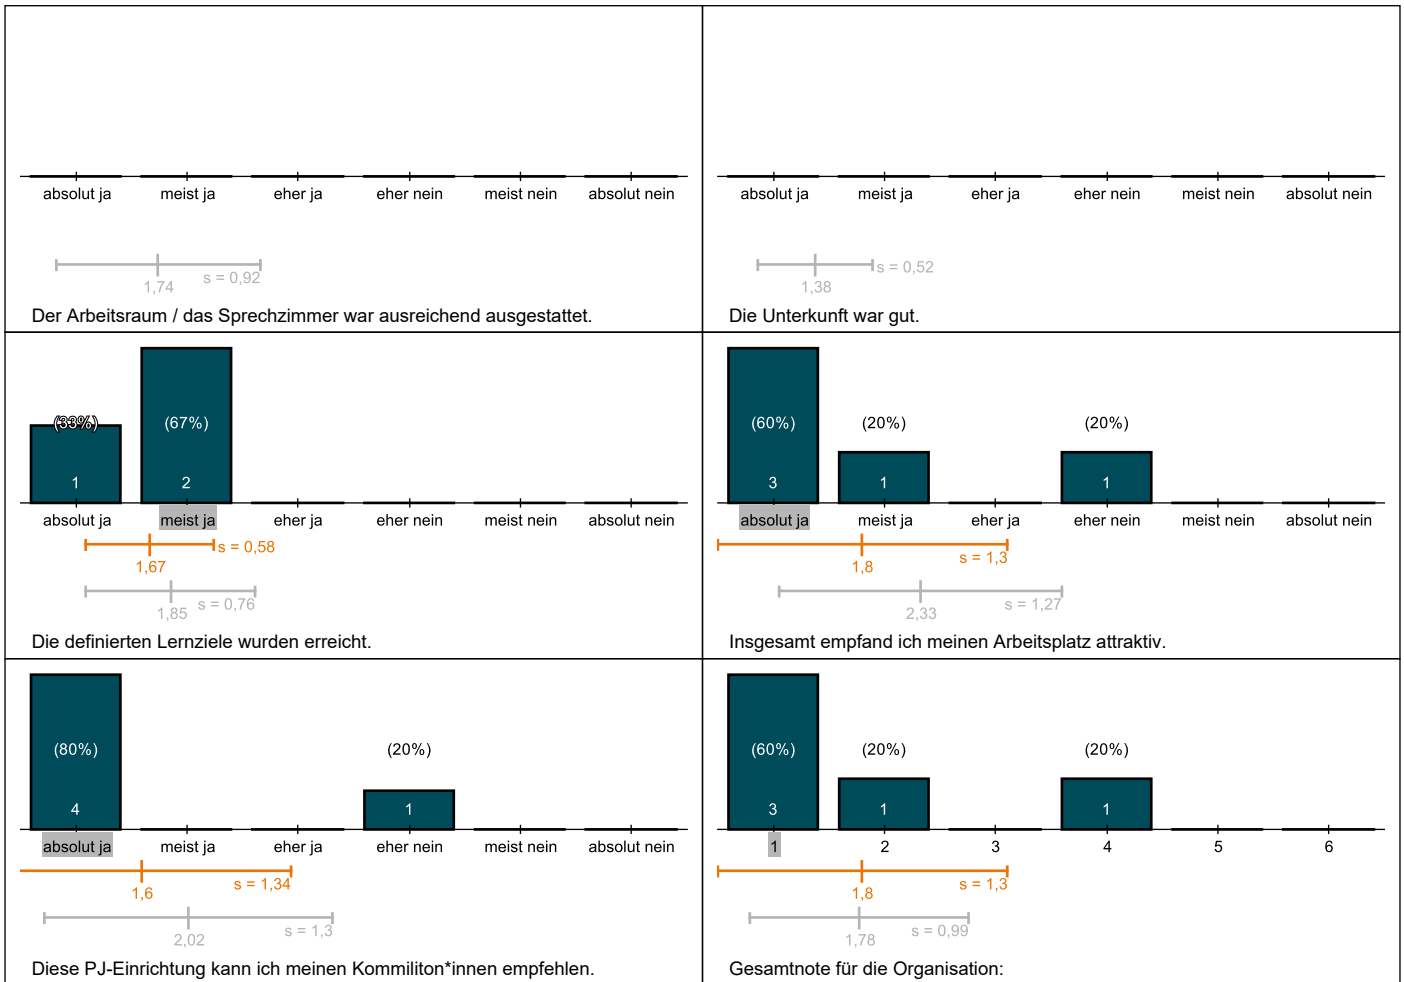 absolut ja meist ja eher ja eher nein meist nein absolut nein
s = 0,92
1,74
Der Arbeitsraum / das Sprechzimmer war ausreichend ausgestattet.
absolut ja meist ja eher ja eher nein meist nein absolut nein
s = 0,52
1,38
Die Unterkunft war gut.
(33%) (67%)
1 2
absolut ja meist ja eher ja eher nein meist nein absolut nein
s = 0,58
1,67
s = 0,76
1,85
Die definierten Lernziele wurden erreicht.
(60%) (20%) (20%)
3 1 1
absolut ja meist ja eher ja eher nein meist nein absolut nein
s = 1,3
1,8
s = 1,27
2,33
Insgesamt empfand ich meinen Arbeitsplatz attraktiv.
(80%) (20%)
4 1
absolut ja meist ja eher ja eher nein meist nein absolut nein
s = 1,34
1,6
s = 1,3
2,02
Diese PJ-Einrichtung kann ich meinen Kommiliton*innen empfehlen.
(60%) (20%) (20%)
3 1 1
1 2 3 4 5 6
s = 1,3
1,8
s = 0,99
1,78
Gesamtnote für die Organisation: